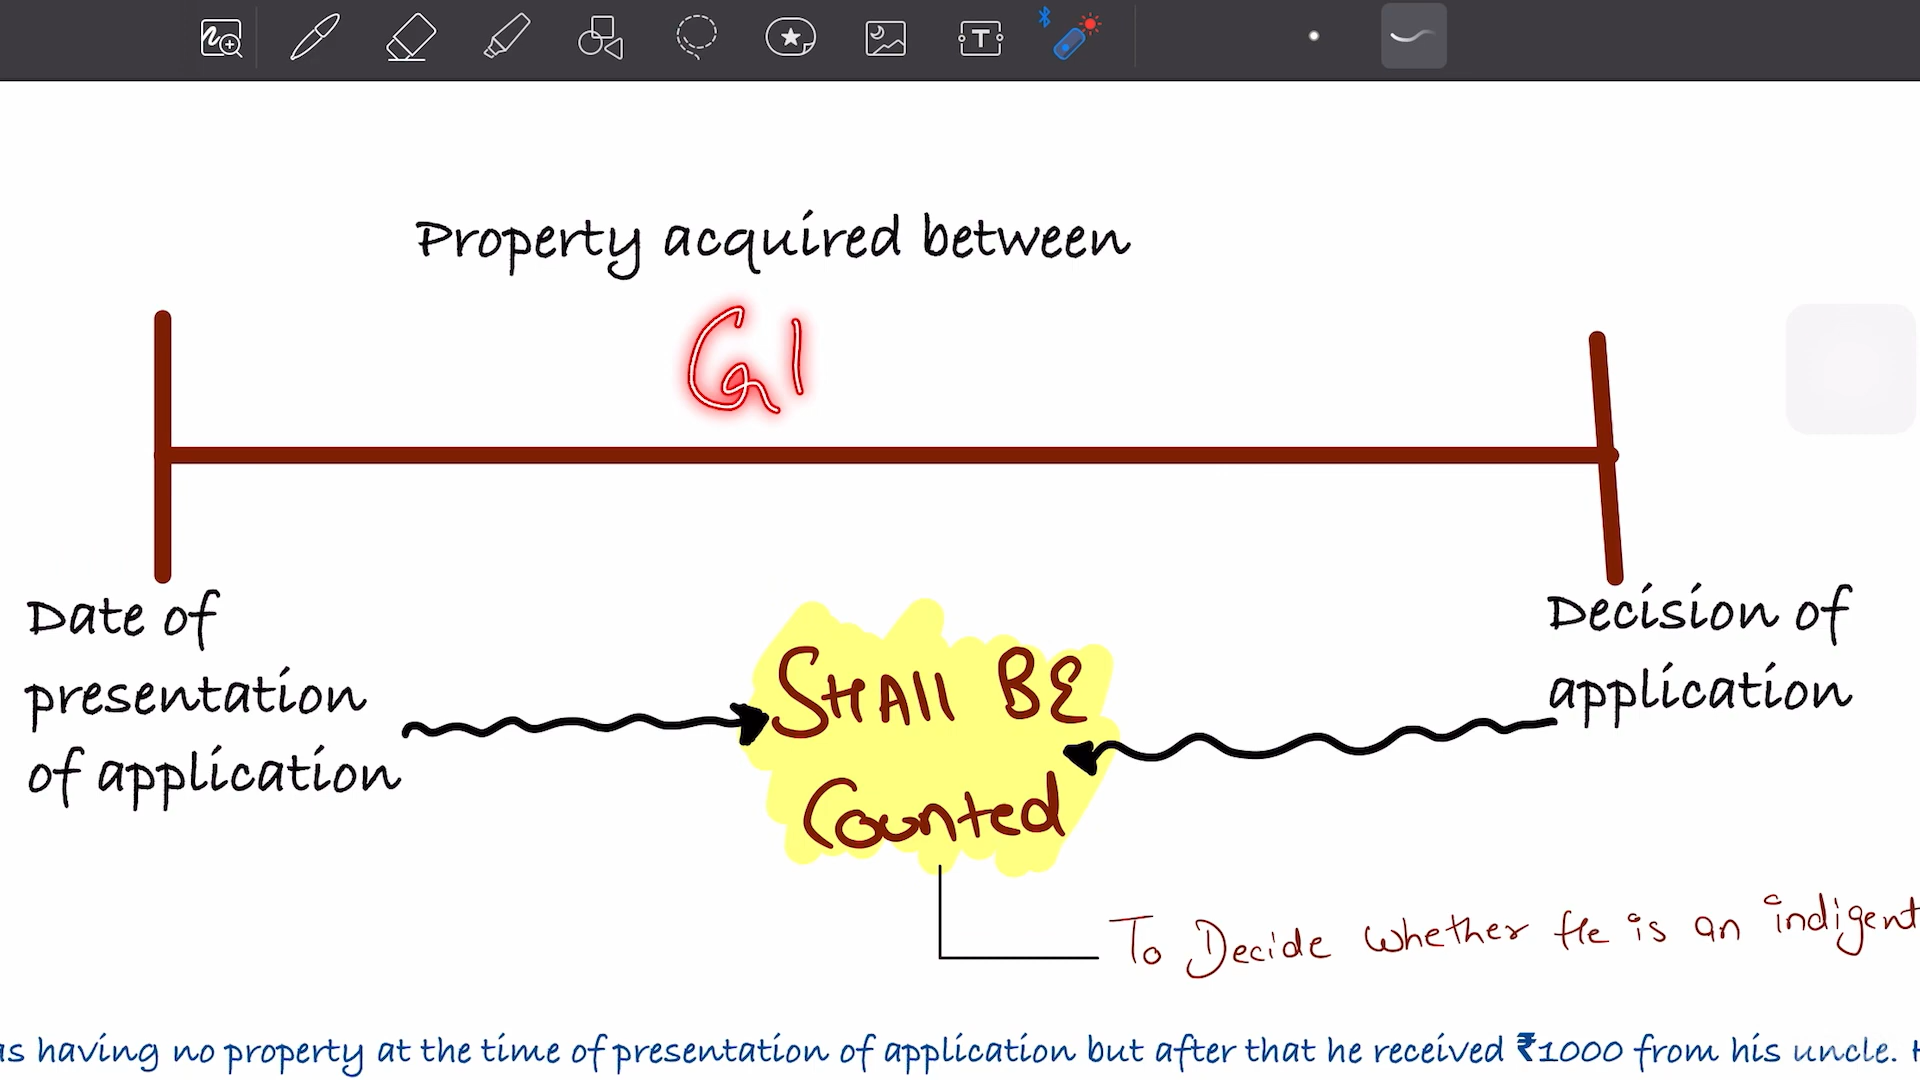 Property acquired between
Date of
presentation
of application
Decision of
application
SHAll BE
Counted
To Decide whether He is an indigent
as having no property at the time of presentation of application but after that he received ₹1000 from his uncle.